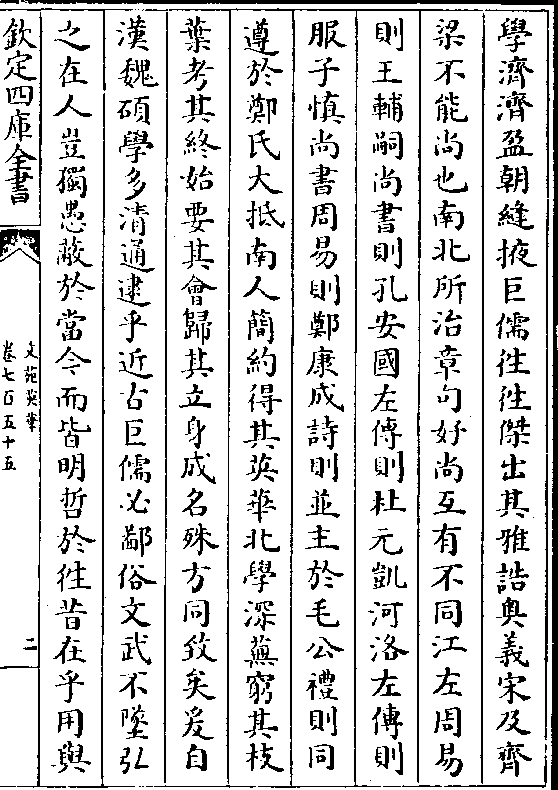 學濟濟盈朝縫掖巨儒徃徃傑出其雅誥奥義宋及齊
梁不能尚也南北所治章句好尚互有不同江左周易
則王輔嗣尚書則孔安國左傳則杜元凱河洛左傳則
服子慎尚書周易則鄭康成詩則並主於毛公禮則同
遵於鄭氏大抵南人簡約得其英華北學深蕪窮其枝
葉考其終始要其會歸其立身成名殊方同致矣爰自
漢魏碩學多清通逮乎近古巨儒必鄙俗文武不墜弘
之在人豈獨愚蔽於當今而皆明哲於徃昔在乎用與
欽定四庫全書
文苑英華
卷七百五十五
二